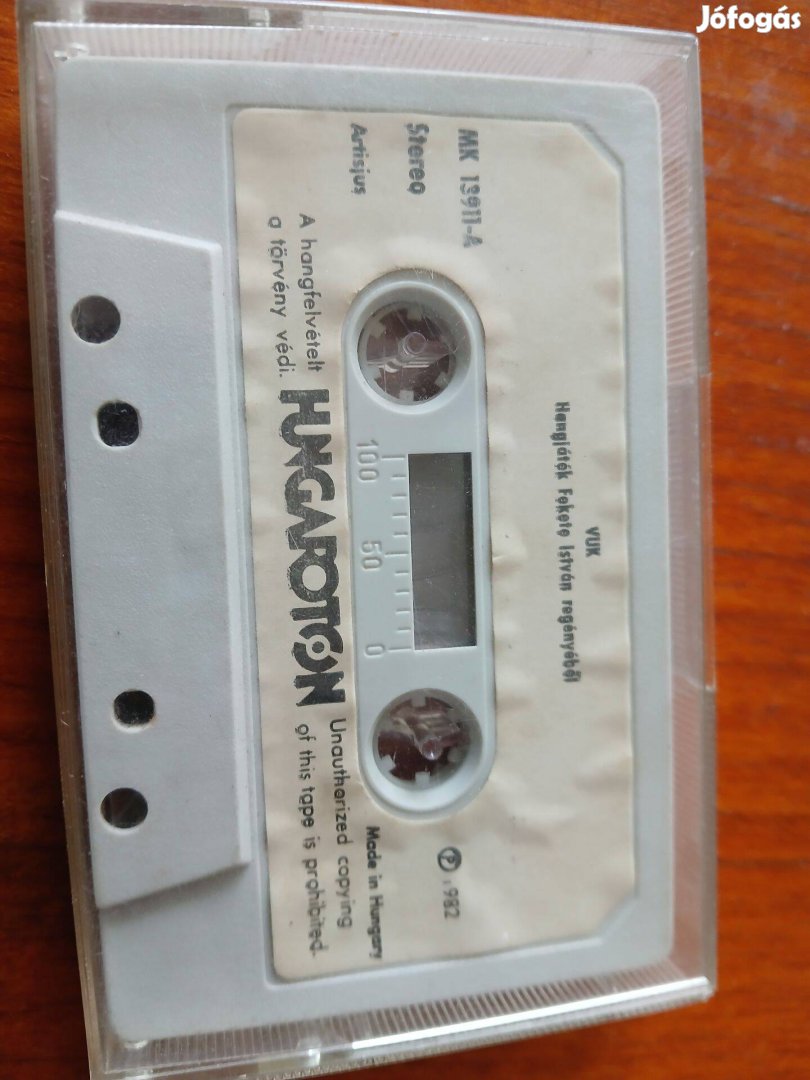 Jófogás
VUK
Hangjáték Fekete István regényéből
MK 13911-A
Stereo
Artisjus
℗ 1982
Made in Hungary
100 50 0
A hangfelvételt
a törvény védi.
HUNGAROTON
Unauthorized copying
of this tape is prohibited.